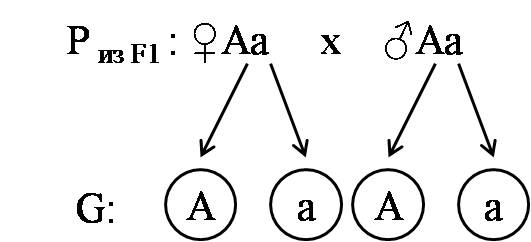 P из F1 : ♀Aa x ♂Aa
G: A a A a